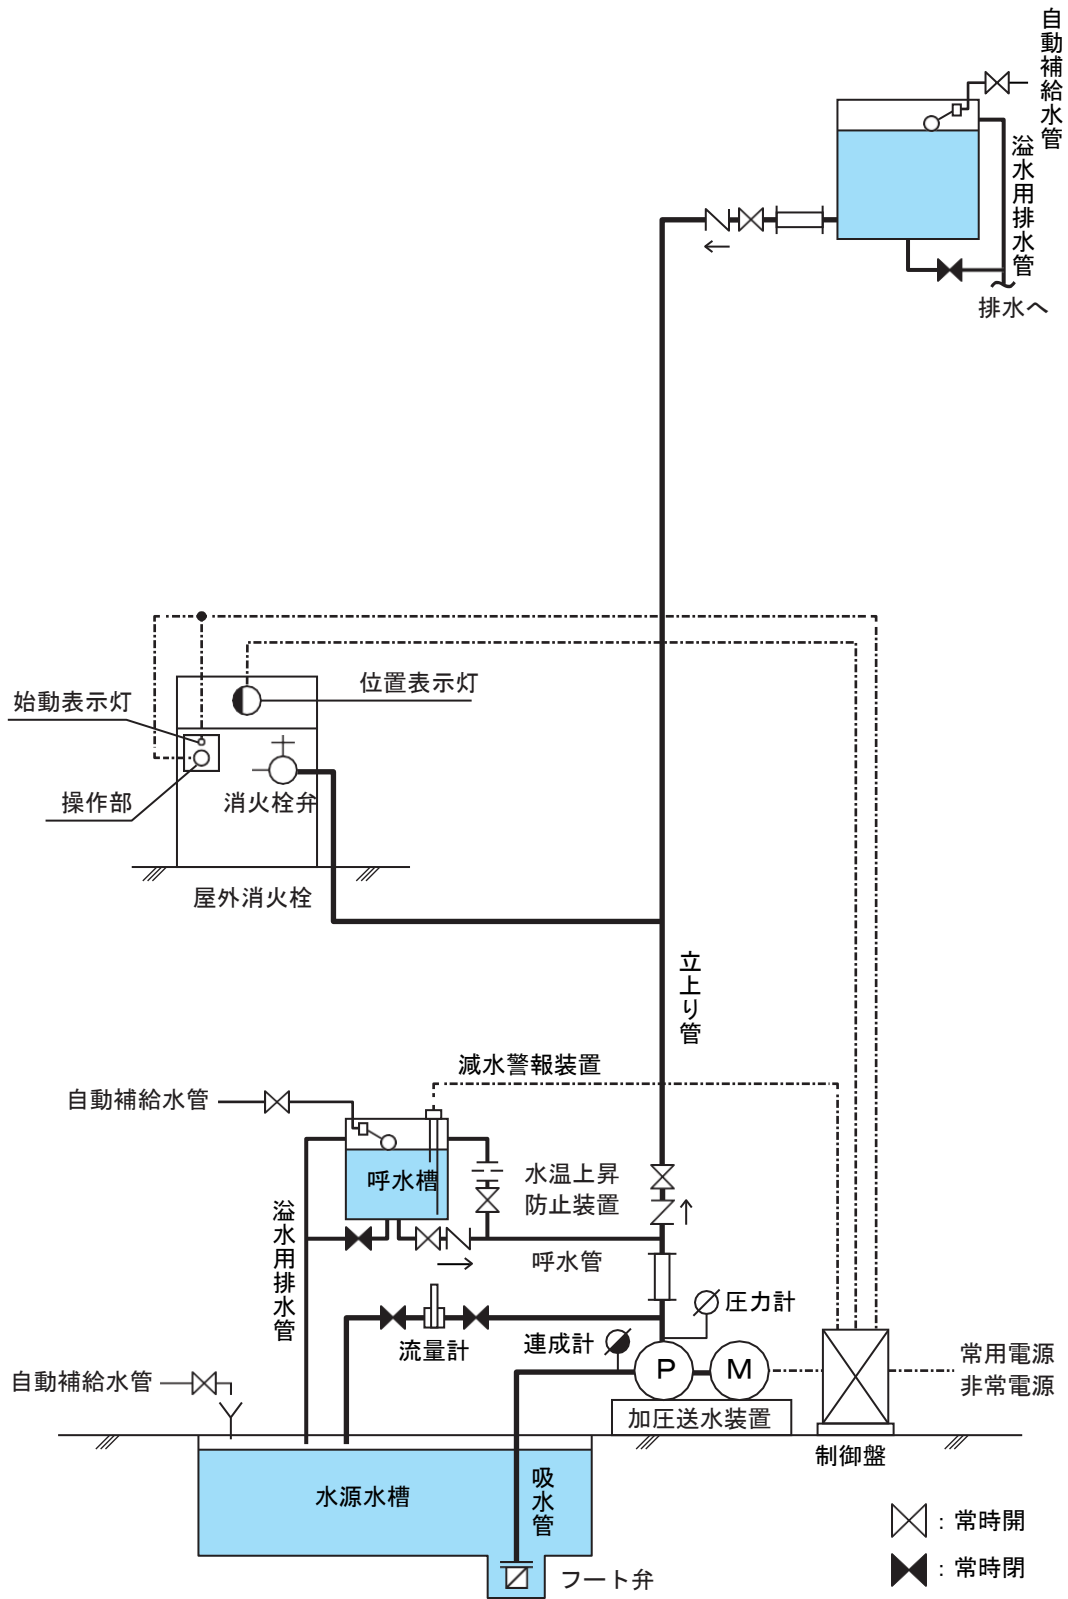 自動補給水管
溢水用排水管
排水へ
位置表示灯
始動表示灯
操作部
消火栓弁
屋外消火栓
立上り管
減水警報装置
自動補給水管
呼水槽
水温上昇
防止装置
溢水用排水管
呼水管
圧力計
流量計
連成計
P
M
常用電源
非常電源
自動補給水管
加圧送水装置
制御盤
水源水槽
吸水管
フート弁
：常時開
：常時閉